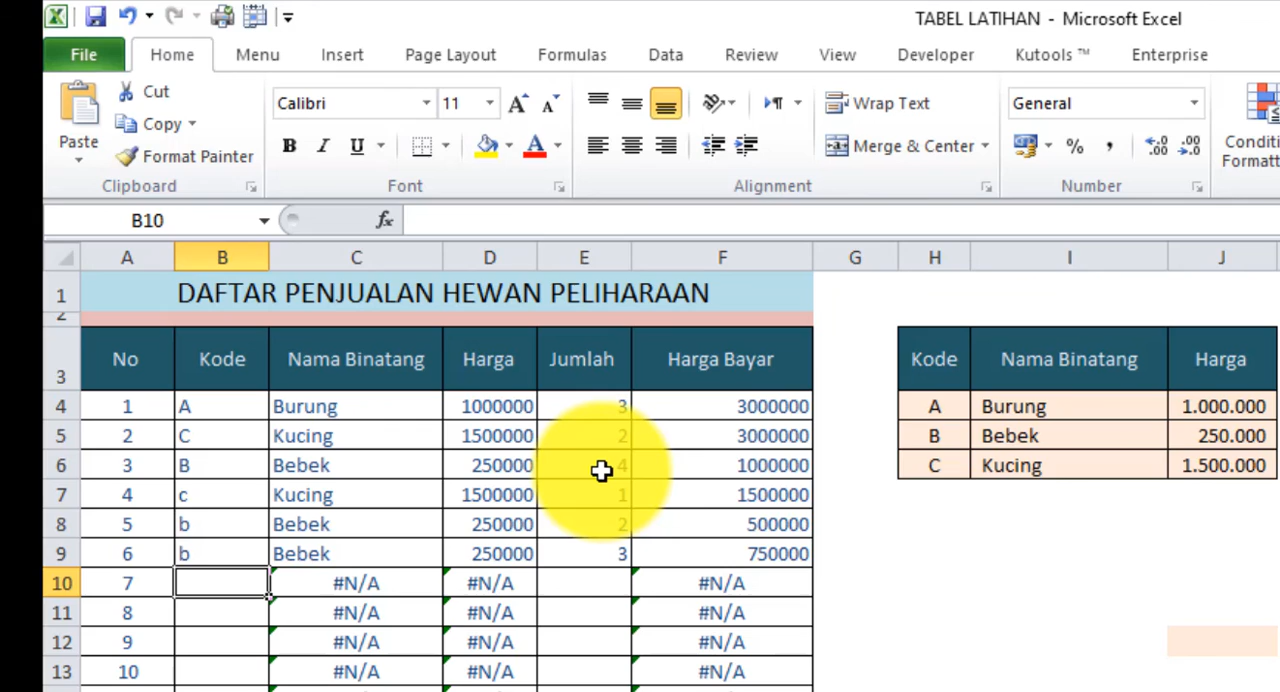 TABEL LATIHAN - Microsoft Excel
File Home Menu Insert Page Layout Formulas Data Review View Developer Kutools ™ Enterprise
Cut
Calibri 11 A A
Wrap Text
General
Copy
Paste
Format Painter
B I U A
Merge & Center
% , .00 .00
Clipboard Font Alignment Number
B10 fx
A B C D E F G H I J
1 DAFTAR PENJUALAN HEWAN PELIHARAAN
2
3 No Kode Nama Binatang Harga Jumlah Harga Bayar Kode Nama Binatang Harga
4 1 A Burung 1000000 3 3000000 A Burung 1.000.000
5 2 C Kucing 1500000 2 3000000 B Bebek 250.000
6 3 B Bebek 250000 4 1000000 C Kucing 1.500.000
7 4 c Kucing 1500000 1 1500000
8 5 b Bebek 250000 2 500000
9 6 b Bebek 250000 3 750000
10 7 #N/A #N/A #N/A
11 8 #N/A #N/A #N/A
12 9 #N/A #N/A #N/A
13 10 #N/A #N/A #N/A